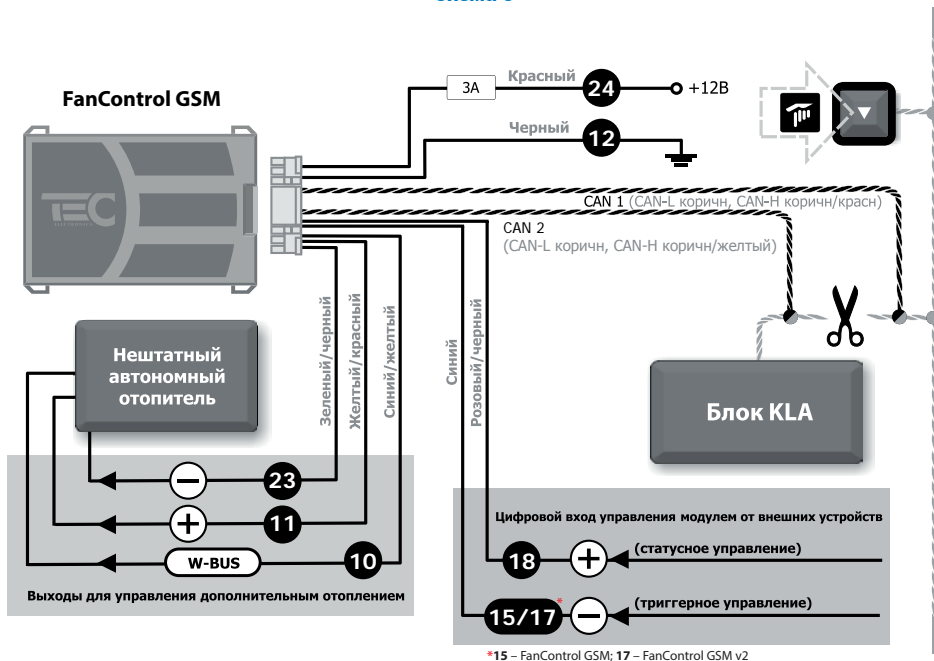 FanControl GSM
3А
Красный
24
+12В
Черный
12
CAN 1 (CAN-L коричн, CAN-H коричн/красн)
CAN 2
(CAN-L коричн, CAN-H коричн/желтый)
TEC
Нештатный
автономный
отопитель
Зеленый/черный
Желтый/красный
Синий/желтый
Синий
Розовый/черный
Блок KLA
23
11
W-BUS
10
Выходы для управления дополнительным отоплением
Цифровой вход управления модулем от внешних устройств
18
(статусное управление)
15/17*
(триггерное управление)
*15 – FanControl GSM; 17 – FanControl GSM v2